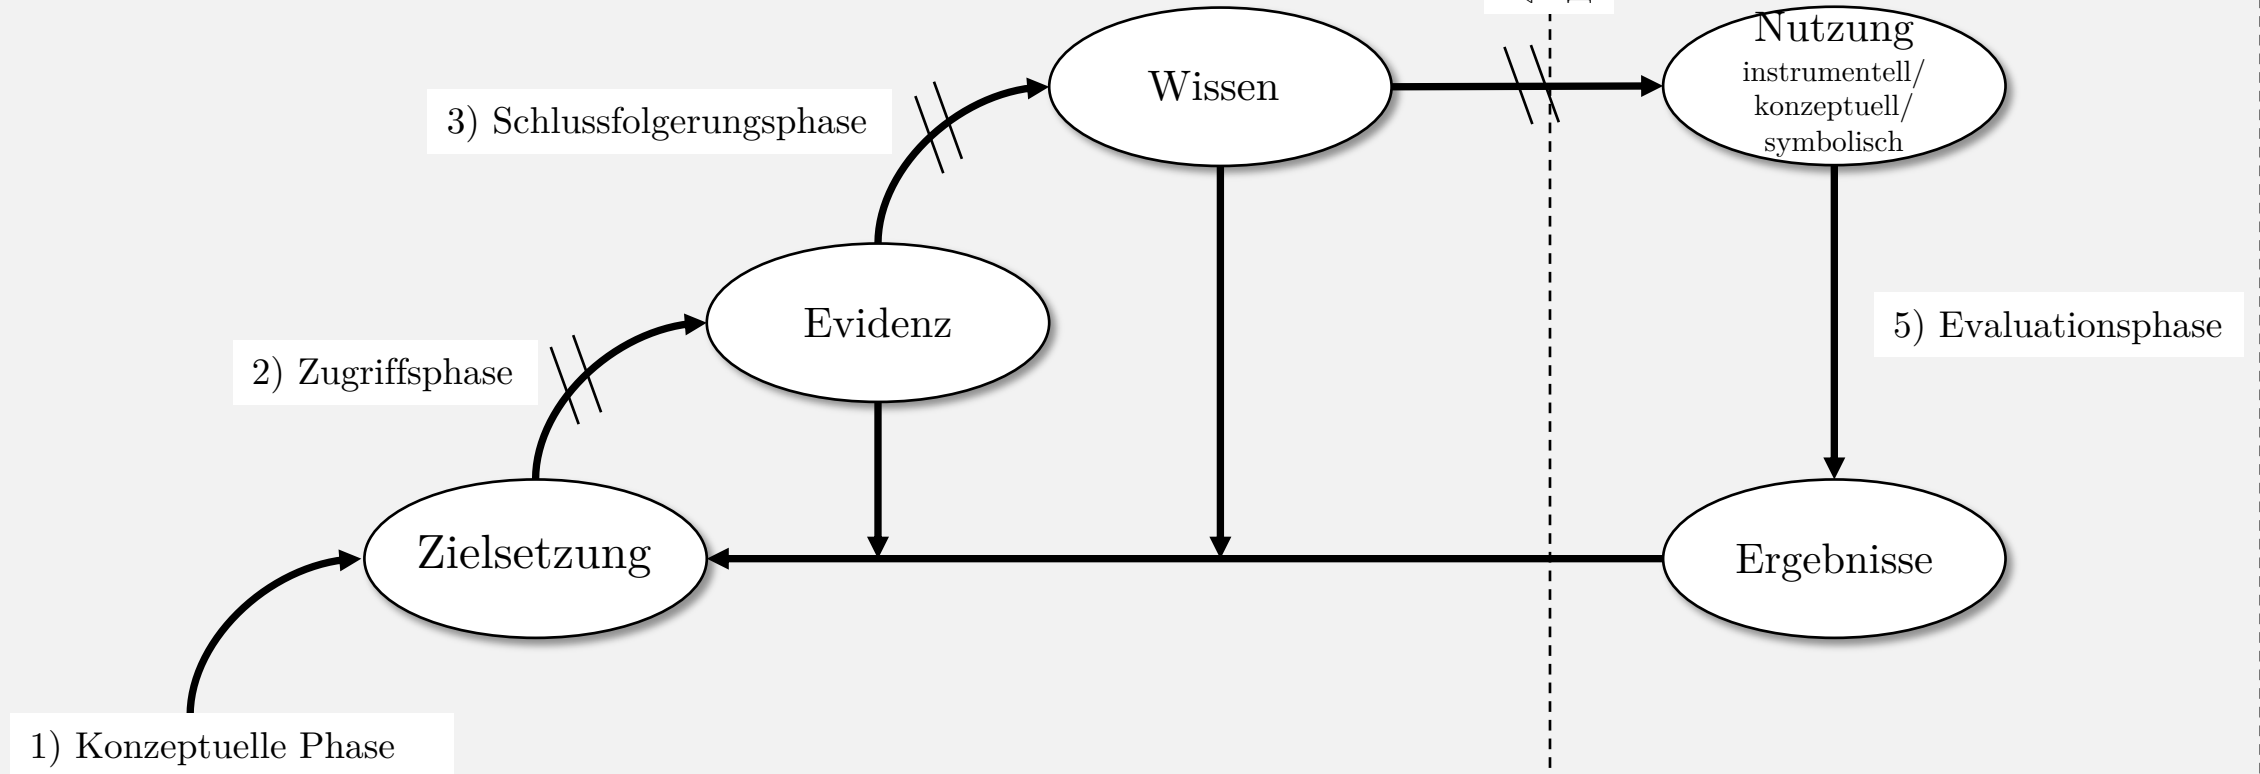 Nutzung
instrumentell/
konzeptuell/
symbolisch
Wissen
3) Schlussfolgerungsphase
Evidenz
5) Evaluationsphase
2) Zugriffsphase
Zielsetzung
Ergebnisse
1) Konzeptuelle Phase